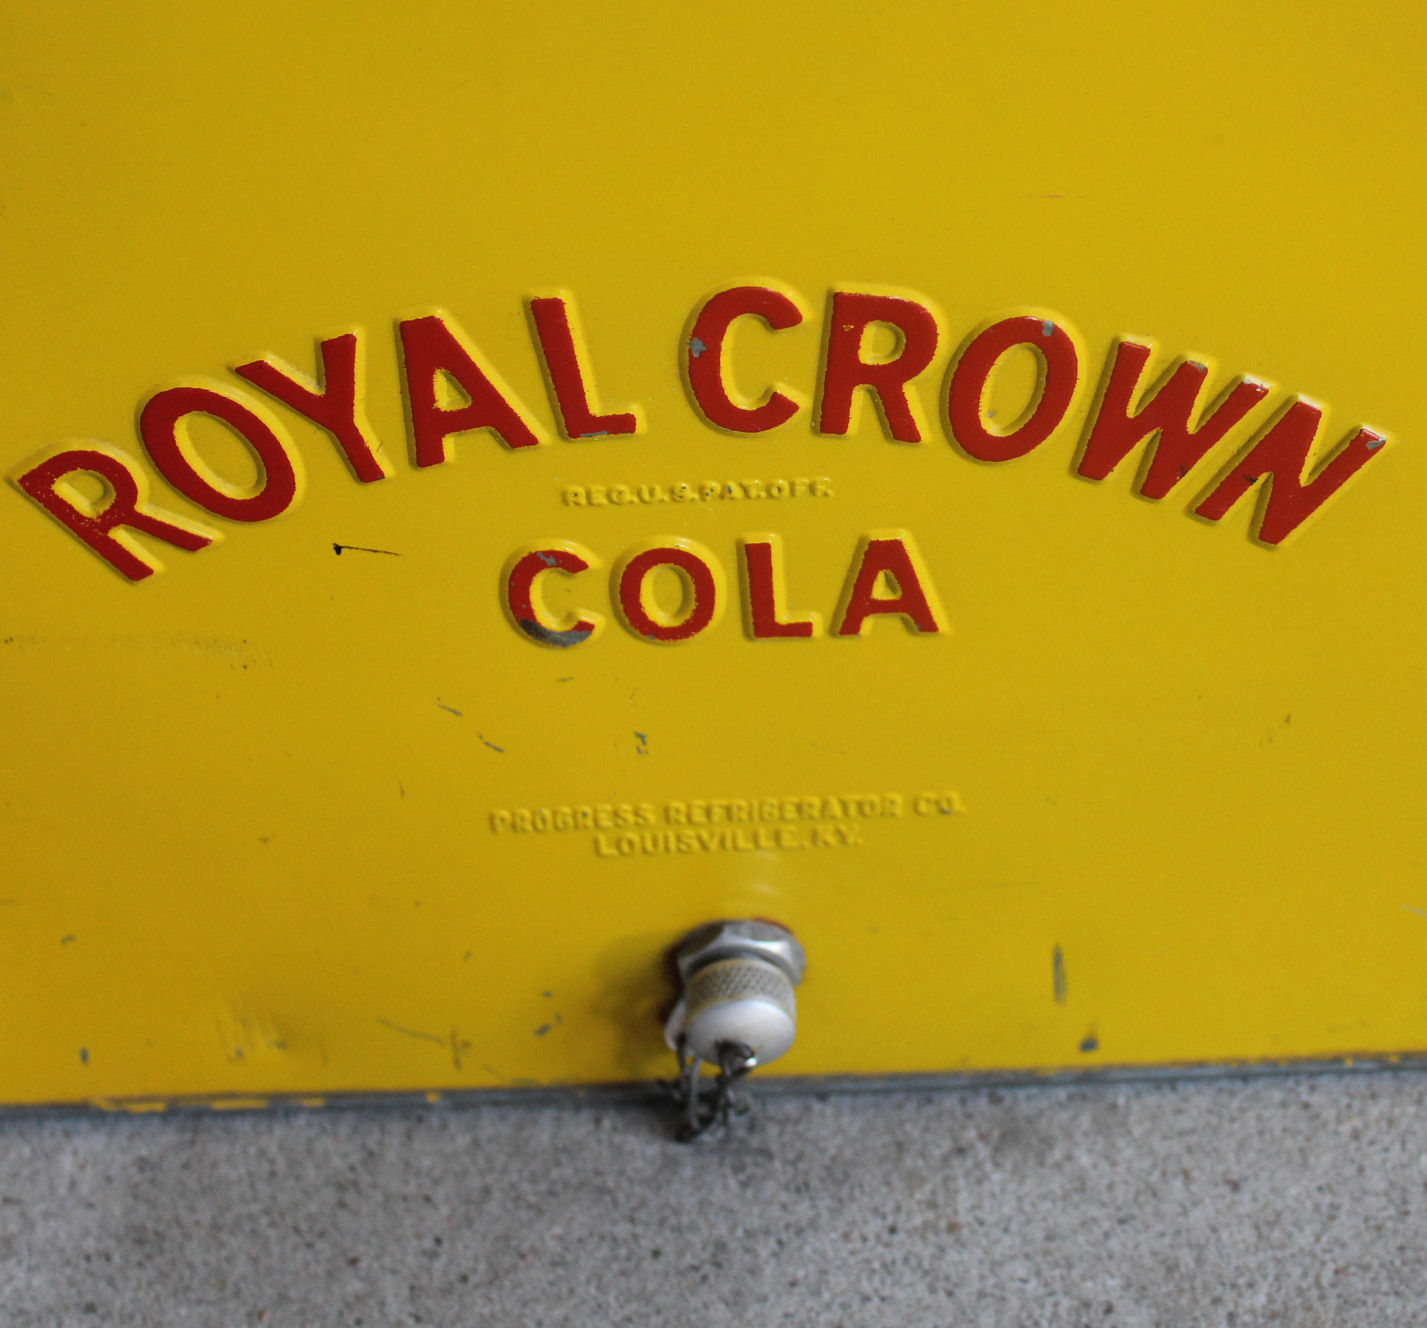 ROYAL CROWN
REG.U.S.PAT.OFF.
COLA
PROGRESS REFRIGERATOR CO.
LOUISVILLE, KY.